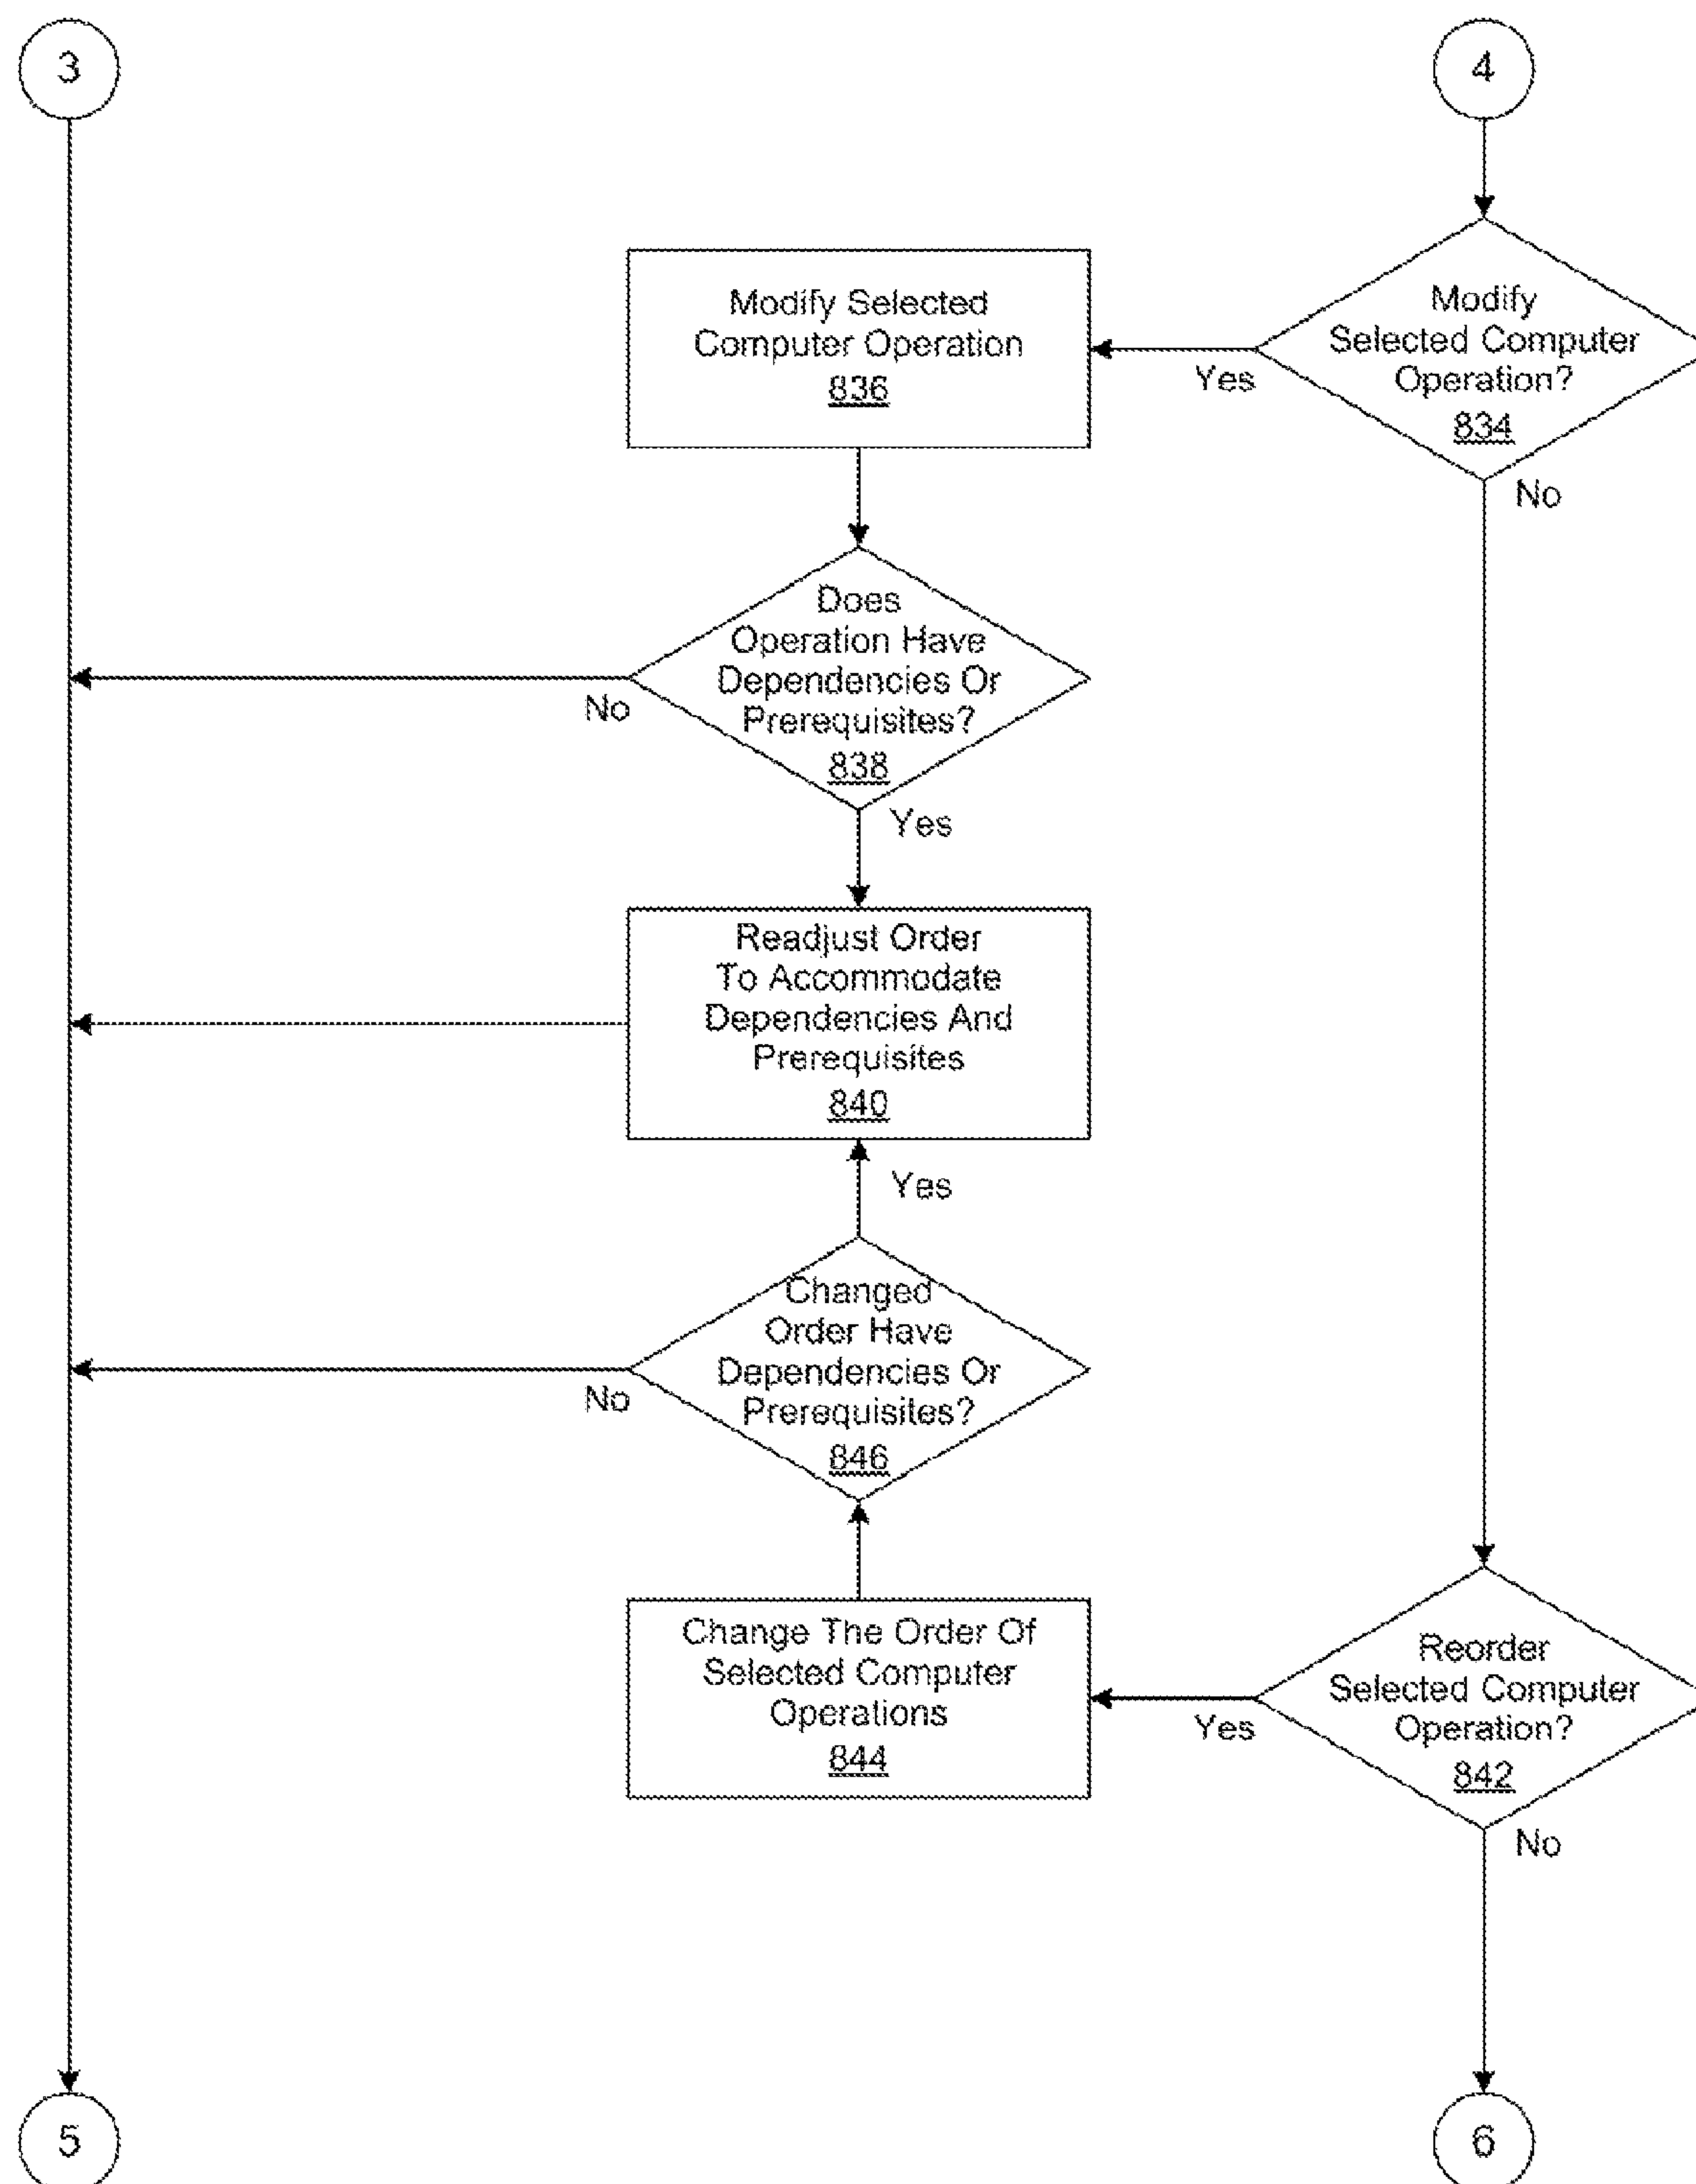 3
4
Modify
Selected Computer
Operation?
834
Yes
No
Modify Selected
Computer Operation
836
Does
Operation Have
Dependencies Or
Prerequisites?
838
No
Yes
Readjust Order
To Accommodate
Dependencies And
Prerequisites
840
Yes
Changed
Order Have
Dependencies Or
Prerequisites?
846
No
Change The Order Of
Selected Computer
Operations
844
Reorder
Selected Computer
Operation?
842
Yes
No
5
6